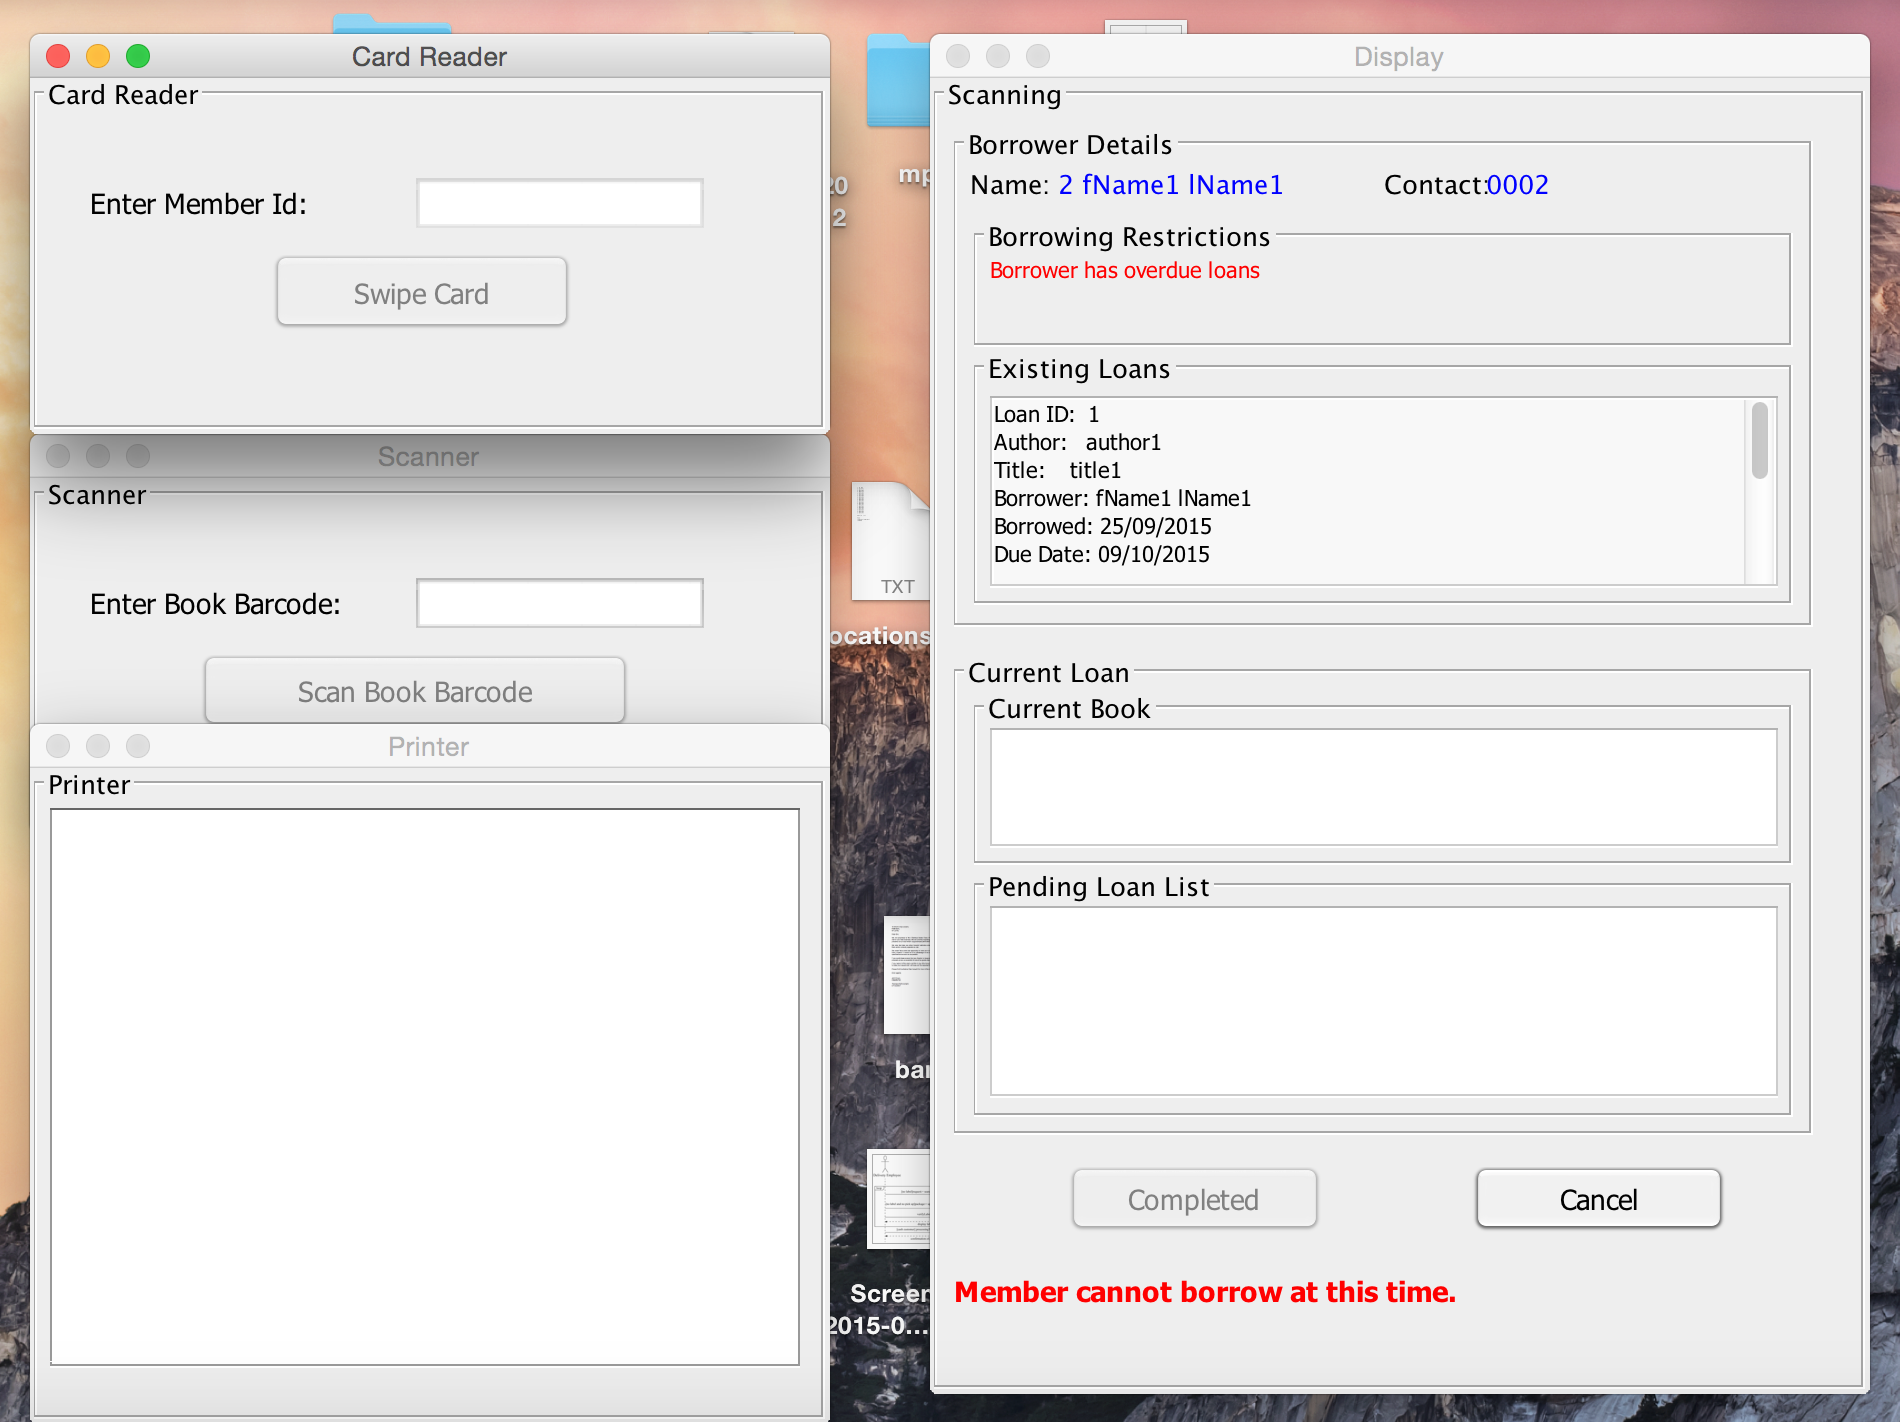 Card Reader
Card Reader
Enter Member Id:
Swipe Card
Scanner
Scanner
Enter Book Barcode:
Scan Book Barcode
Printer
Printer
20
2
mp
TXT
ocations
bar
Screen
2015-0...
Display
Scanning
Borrower Details
Name: 2 fName1 lName1 Contact:0002
Borrowing Restrictions
Borrower has overdue loans
Existing Loans
Loan ID: 1
Author: author1
Title: title1
Borrower: fName1 lName1
Borrowed: 25/09/2015
Due Date: 09/10/2015
Current Loan
Current Book
Pending Loan List
Completed
Cancel
Member cannot borrow at this time.